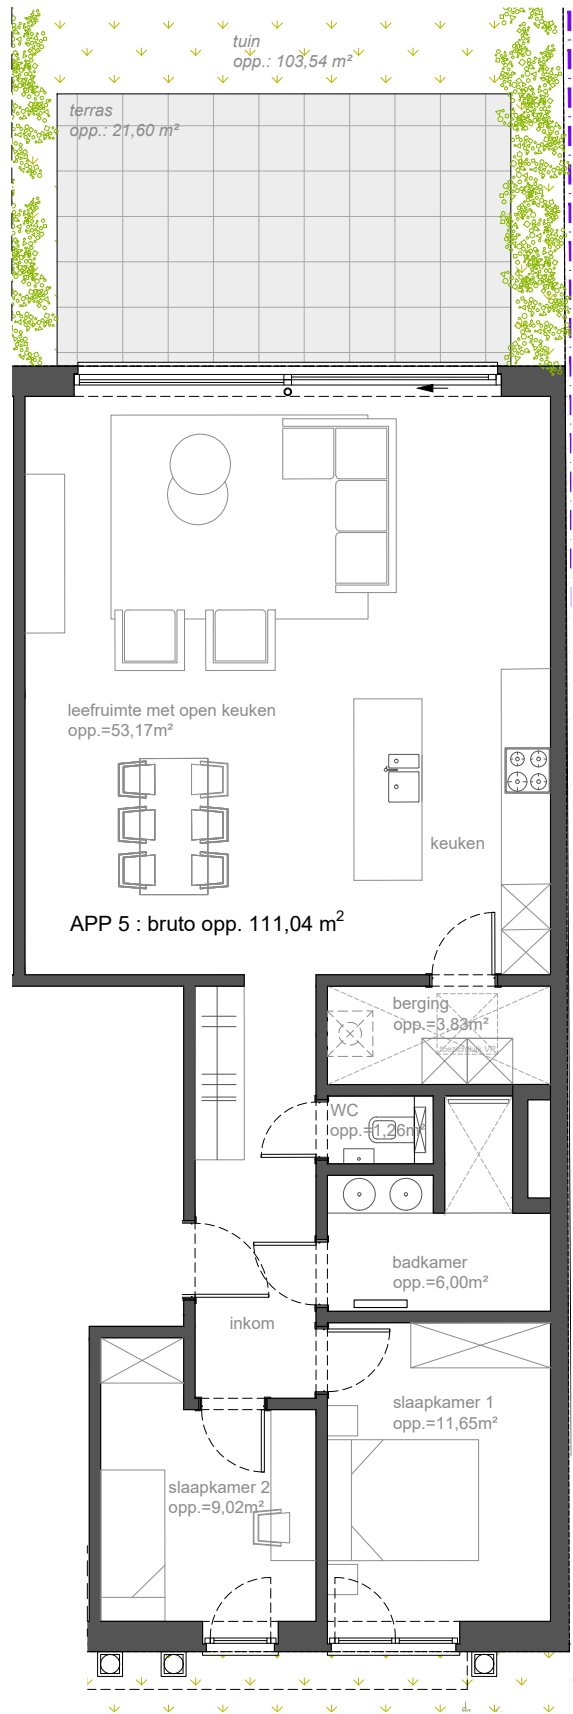 tuin
opp.: 103,54 m²
terras
opp.: 21,60 m²
leefruimte met open keuken
opp.=53,17m²
keuken
APP 5 : bruto opp. 111,04 m²
berging
opp.=3,83m²
WC
opp.=1,26m²
badkamer
opp.=6,00m²
inkom
slaapkamer 1
opp.=11,65m²
slaapkamer 2
opp.=9,02m²